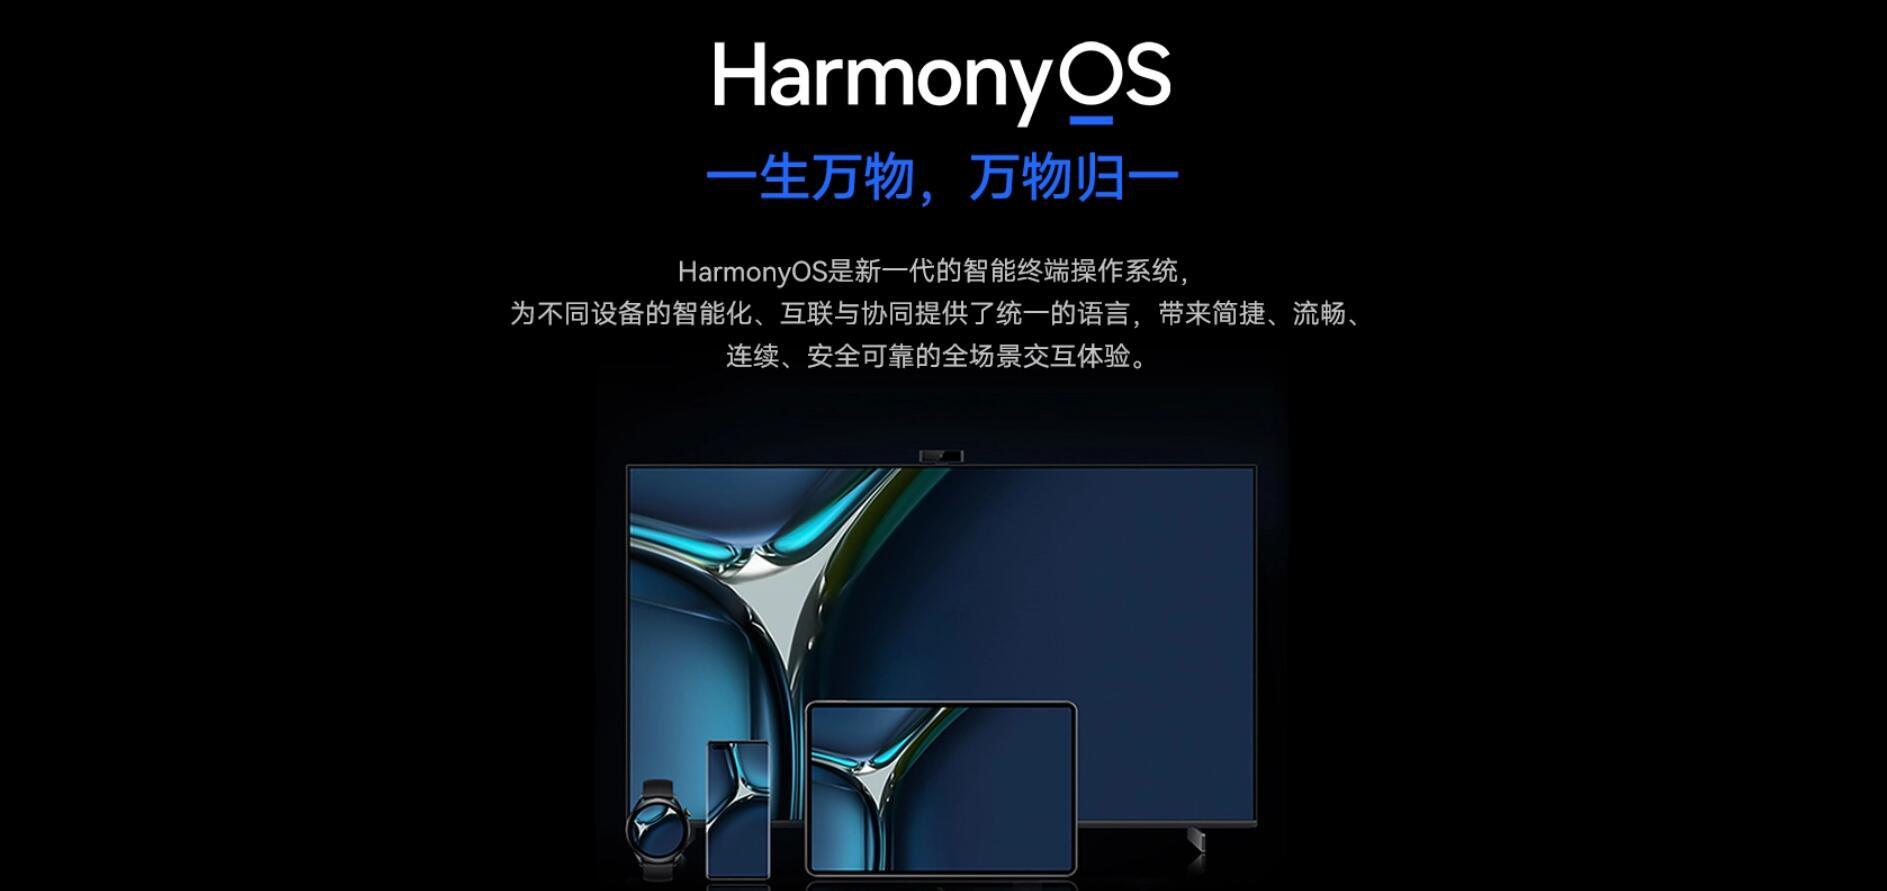 HarmonyOS
一生万物，万物归一
HarmonyOS是新一代的智能终端操作系统，
为不同设备的智能化、互联与协同提供了统一的语言，带来简捷、流畅、
连续、安全可靠的全场景交互体验。